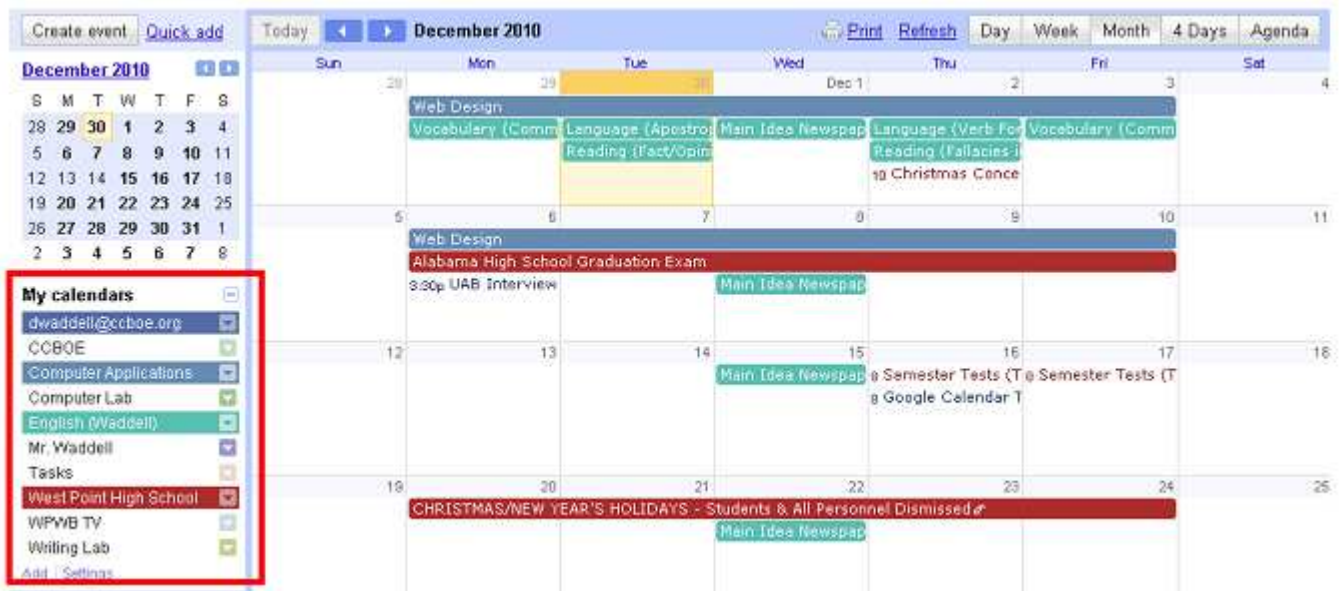 Create event Quick add Today December 2010 Print Refresh Day Week Month 4 Days Agenda
December 2010
S M T W T F S
28 29 30 1 2 3 4
5 6 7 8 9 10 11
12 13 14 15 16 17 18
19 20 21 22 23 24 25
26 27 28 29 30 31 1
2 3 4 5 6 7 8
My calendars
dwaddell@ccboe.org
CCBOE
Computer Applications
Computer Lab
English (Waddell)
Mr. Waddell
Tasks
West Point High School
WPWB TV
Writing Lab
Add Settings
Sun Mon Tue Wed Thu Fri Sat
28 29 30 Dec 1 2 3 4
Web Design
Vocabulary (Comm Language (Apostro Main Idea Newspap Language (Verb For Vocabulary (Comm
Reading (Fact/Opini Reading (Fallacies i
10 Christmas Conce
5 6 7 8 9 10 11
Web Design
Alabama High School Graduation Exam
3:30p UAB Interview Main Idea Newspap
12 13 14 15 16 17 18
Main Idea Newspap 8 Semester Tests (T 8 Semester Tests (T
8 Google Calendar T
19 20 21 22 23 24 25
CHRISTMAS/NEW YEAR'S HOLIDAYS - Students & All Personnel Dismissed
Main Idea Newspap